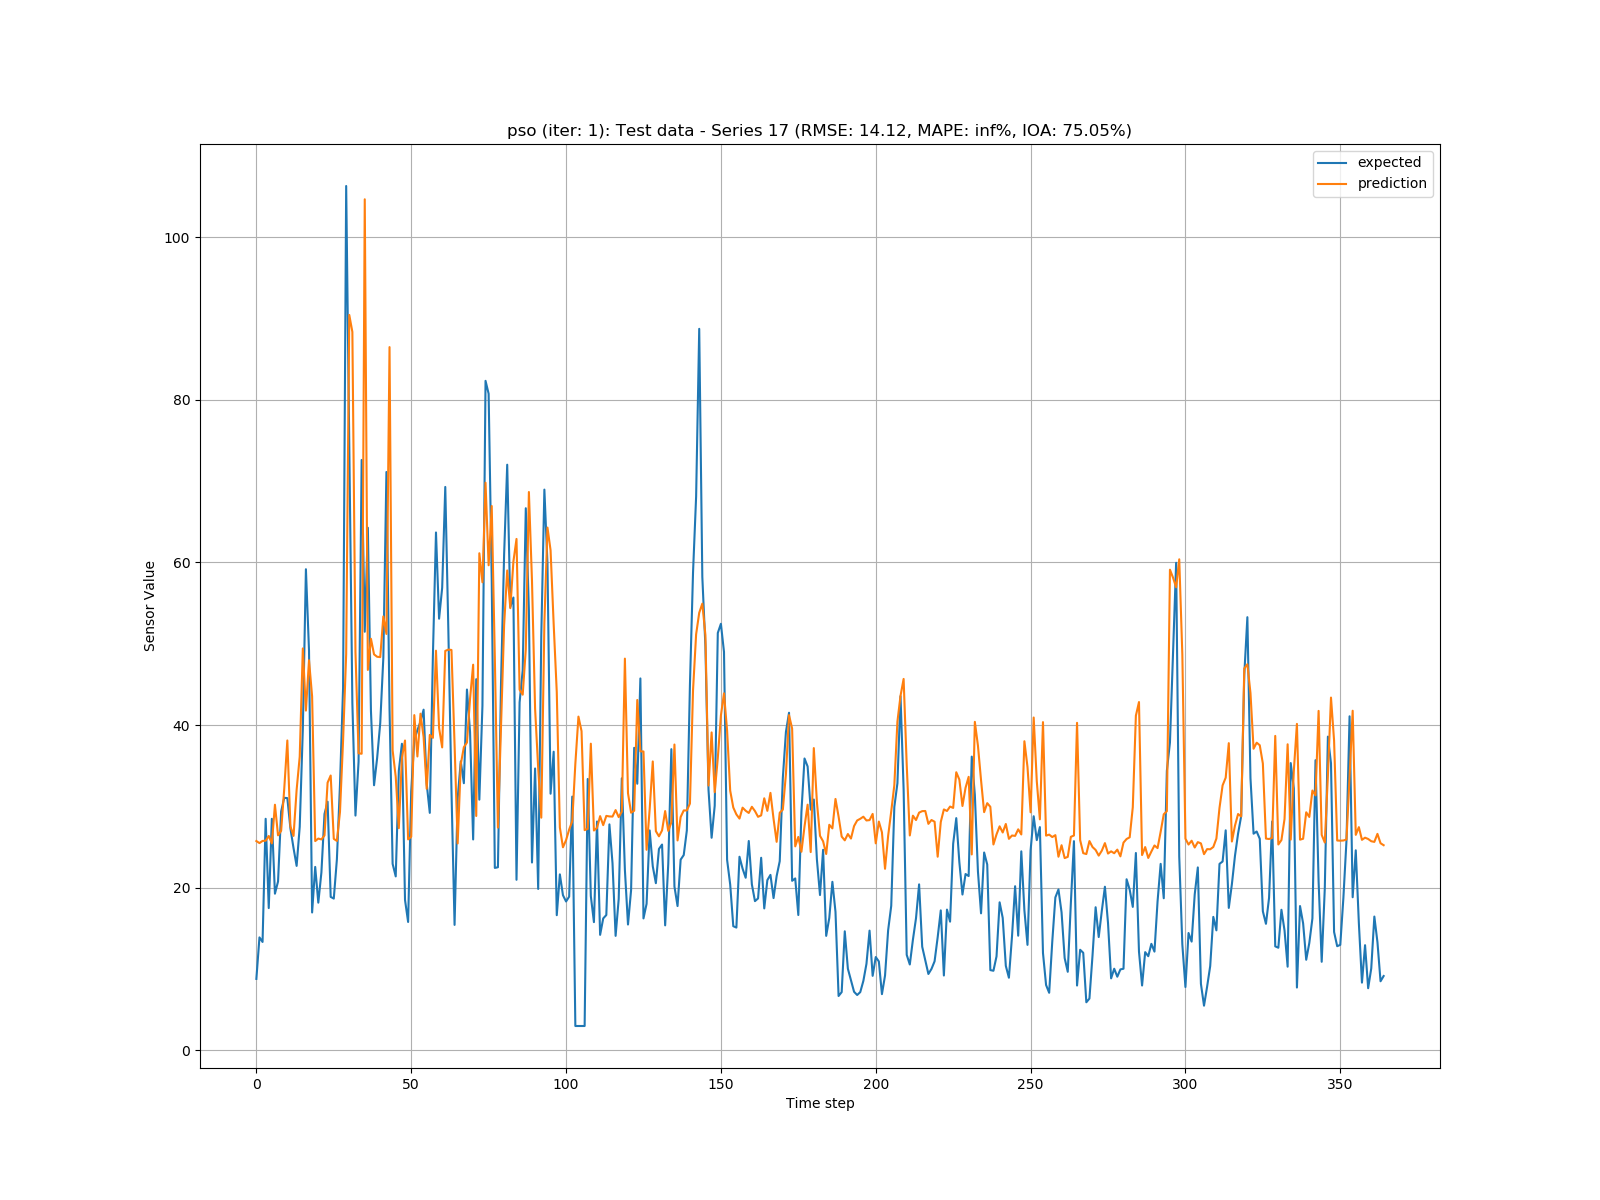 pso (iter: 1): Test data - Series 17 (RMSE: 14.12, MAPE: inf%, IOA: 75.05%)
expected
prediction
100
80
60
40
20
0
Sensor Value
0 50 100 150 200 250 300 350
Time step